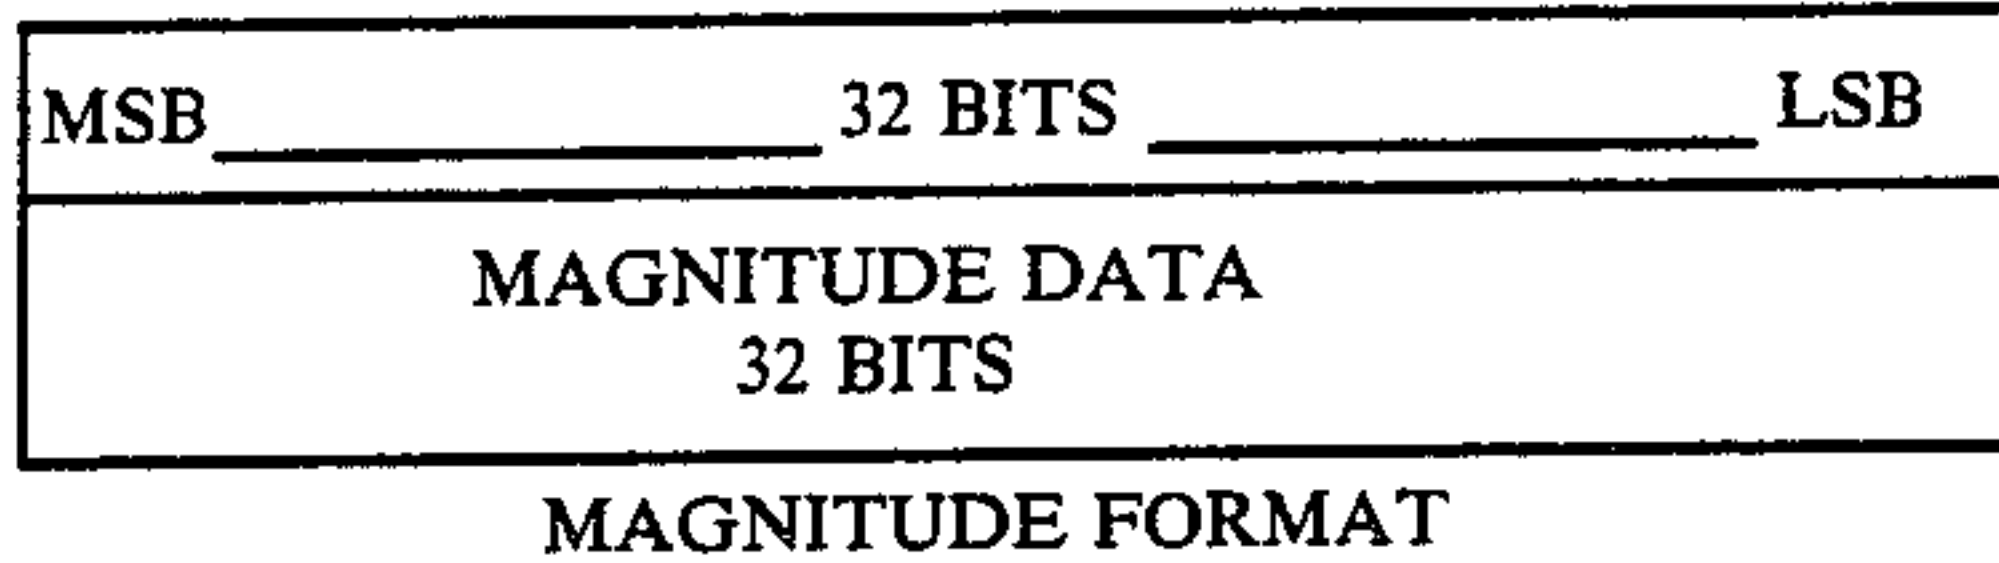 MSB 32 BITS LSB
MAGNITUDE DATA
32 BITS
MAGNITUDE FORMAT